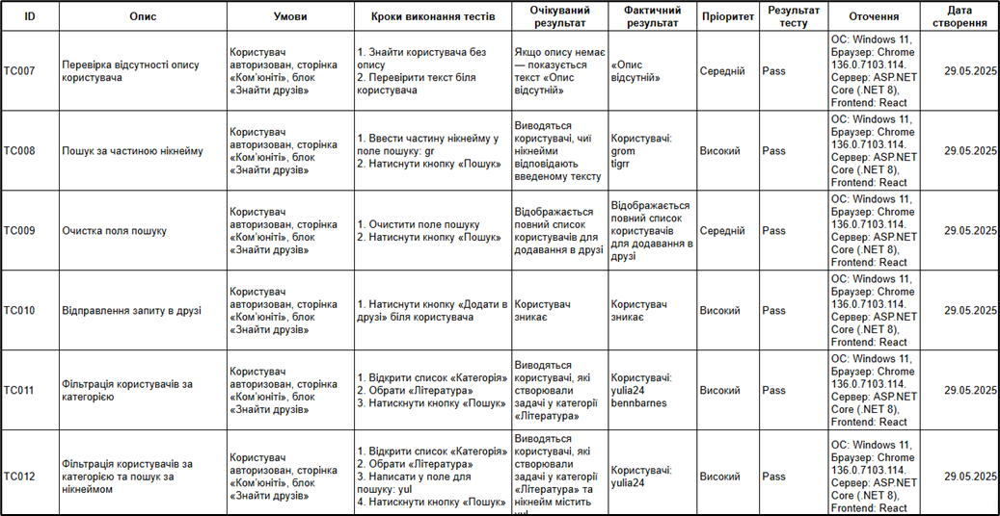 ID
Опис
Умови
Кроки виконання тестів
Очікуваний
результат
Фактичний
результат
Пріоритет
Результат
тесту
Оточення
Дата
створення
TC007
Перевірка відсутності опису
користувача
Користувач
авторизован, сторінка
«Ком’юніті», блок
«Знайти друзів»
1. Знайти користувача без
опису
2. Перевірити текст біля
користувача
Якщо опису немає
— показується
текст «Опис
відсутній»
«Опис
відсутній»
Середній
Pass
ОС: Windows 11,
Браузер: Chrome
136.0.7103.114.
Сервер: ASP.NET
Core (.NET 8),
Frontend: React
29.05.2025
TC008
Пошук за частиною нікнейму
Користувач
авторизован, сторінка
«Ком’юніті», блок
«Знайти друзів»
1. Ввести частину нікнейму у
поле пошуку: gr
2. Натиснути кнопку «Пошук»
Виводяться
користувачі, чиї
нікнейми
відповідають
введеному тексту
Користувачі:
grom
tigrr
Високий
Pass
ОС: Windows 11,
Браузер: Chrome
136.0.7103.114.
Сервер: ASP.NET
Core (.NET 8),
Frontend: React
29.05.2025
TC009
Очистка поля пошуку
Користувач
авторизован, сторінка
«Ком’юніті», блок
«Знайти друзів»
1. Очистити поле пошуку
2. Натиснути кнопку «Пошук»
Відображається
повний список
користувачів для
додавання в друзі
Відображається
повний список
користувачів
для додавання в
друзі
Середній
Pass
ОС: Windows 11,
Браузер: Chrome
136.0.7103.114.
Сервер: ASP.NET
Core (.NET 8),
Frontend: React
29.05.2025
TC010
Відправлення запиту в друзі
Користувач
авторизован, сторінка
«Ком’юніті», блок
«Знайти друзів»
1. Натиснути кнопку «Додати в
друзі» біля користувача
Користувач
зникає
Користувач
зникає
Високий
Pass
ОС: Windows 11,
Браузер: Chrome
136.0.7103.114.
Сервер: ASP.NET
Core (.NET 8),
Frontend: React
29.05.2025
TC011
Фільтрація користувачів за
категорією
Користувач
авторизован, сторінка
«Ком’юніті», блок
«Знайти друзів»
1. Відкрити список «Категорія»
2. Обрати «Література»
3. Натискнути кнопку «Пошук»
Виводяться
користувачі, які
створювали
задачі у категорії
«Література»
Користувачі:
yulia24
bennbarnes
Високий
Pass
ОС: Windows 11,
Браузер: Chrome
136.0.7103.114.
Сервер: ASP.NET
Core (.NET 8),
Frontend: React
29.05.2025
TC012
Фільтрація користувачів за
категорією та пошук за
нікнеймом
Користувач
авторизован, сторінка
«Ком’юніті», блок
«Знайти друзів»
1. Відкрити список «Категорія»
2. Обрати «Література»
3. Написати у поле для
пошуку: yul
4. Натискнути кнопку «Пошук»
Виводяться
користувачі, які
створювали
задачі у категорії
«Література» та
нікнейм містить
Користувачі:
yulia24
Високий
Pass
ОС: Windows 11,
Браузер: Chrome
136.0.7103.114.
Сервер: ASP.NET
Core (.NET 8),
Frontend: React
29.05.2025